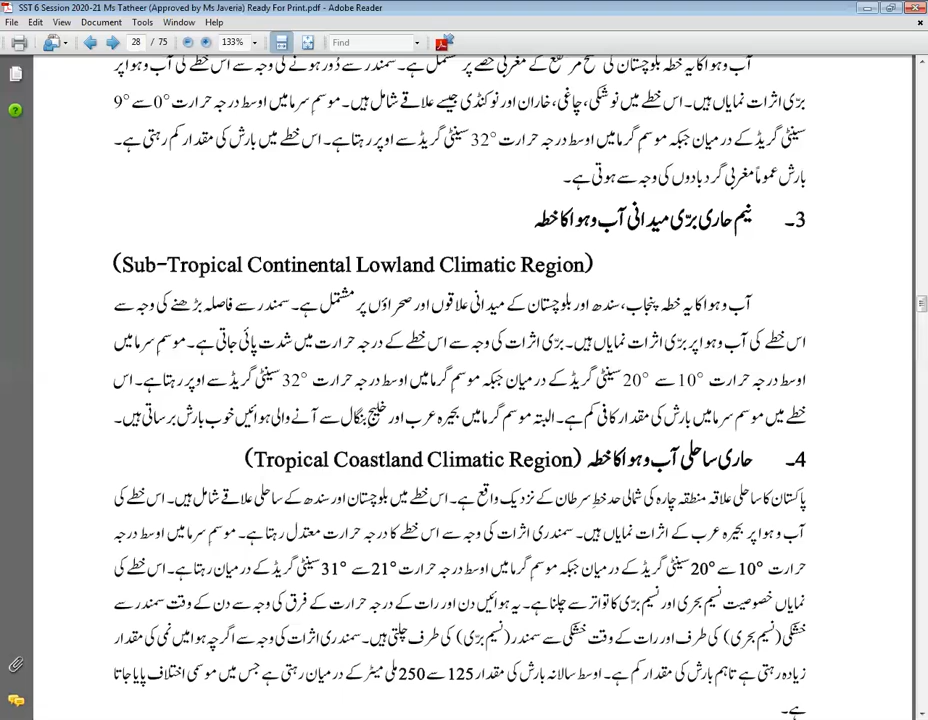 SST 6 Session 2020-21 Ms Tatheer (Approved by Ms Javeria) Ready For Print.pdf - Adobe Reader
File Edit View Document Tools Window Help
28 / 75 133% Find
آب و ہوا کا یہ خطہ بلوچستان کی سطح مرتفع کے مغربی حصے پر مشتمل ہے۔ سمندر سے دُور ہونے کی وجہ سے اس خطے کی آب و ہوا پر
برّی اثرات نمایاں ہیں۔ اس خطے میں نوشکی، چاغی، خاران اور نوکنڈی جیسے علاقے شامل ہیں۔ موسمِ سرما میں اوسط درجہ حرارت °0 سے °9
سینٹی گریڈ کے درمیان جبکہ موسم گرما میں اوسط درجہ حرارت °32 سینٹی گریڈ سے اوپر رہتا ہے۔ اس خطے میں بارش کی مقدار کم رہتی ہے۔
بارش عموماً مغربی گردبادوں کی وجہ سے ہوتی ہے۔
3۔ نیم حاری برّی میدانی آب و ہوا کا خطہ
(Sub-Tropical Continental Lowland Climatic Region)
آب و ہوا کا یہ خطہ پنجاب، سندھ اور بلوچستان کے میدانی علاقوں اور صحراؤں پر مشتمل ہے۔ سمندر سے فاصلہ بڑھنے کی وجہ سے
اس خطے کی آب و ہوا پر برّی اثرات نمایاں ہیں۔ برّی اثرات کی وجہ سے اس خطے کے درجہ حرارت میں شدت پائی جاتی ہے۔ موسمِ سرما میں
اوسط درجہ حرارت °10 سے °20 سینٹی گریڈ کے درمیان جبکہ موسم گرما میں اوسط درجہ حرارت °32 سینٹی گریڈ سے اوپر رہتا ہے۔ اس
خطے میں موسم سرما میں بارش کی مقدار کافی کم ہے۔ البتہ موسم گرما میں بحیرہ عرب اور خلیج بنگال سے آنے والی ہوائیں خوب بارش برساتی ہیں۔
4۔ حاری ساحلی آب و ہوا کا خطہ (Tropical Coastland Climatic Region)
پاکستان کا ساحلی علاقہ منطقہ حارہ کی شمالی حد خطِ سرطان کے نزدیک واقع ہے۔ اس خطے میں بلوچستان اور سندھ کے ساحلی علاقے شامل ہیں۔ اس خطے کی
آب و ہوا پر بحیرہ عرب کے اثرات نمایاں ہیں۔ سمندری اثرات کی وجہ سے اس خطے کا درجہ حرارت معتدل رہتا ہے۔ موسمِ سرما میں اوسط درجہ
حرارت °10 سے °20 سینٹی گریڈ کے درمیان جبکہ موسم گرما میں اوسط درجہ حرارت °21 سے °31 سینٹی گریڈ کے درمیان رہتا ہے۔ اس خطے کی
نمایاں خصوصیت نسیم بحری اور نسیم برّی کا تواتر سے چلنا ہے۔ یہ ہوائیں دن اور رات کے درجہ حرارت کے فرق کی وجہ سے دن کے وقت سمندر سے
خشکی (نسیم بحری) کی طرف اور رات کے وقت خشکی سے سمندر (نسیم برّی) کی طرف چلتی ہیں۔ سمندری اثرات کی وجہ سے اگرچہ ہوا میں نمی کی مقدار
زیادہ رہتی ہے تاہم بارش کی مقدار کم ہے۔ اوسط سالانہ بارش کی مقدار 125 سے 250 ملی میٹر کے درمیان رہتی ہے جس میں موسمی اختلاف پایا جاتا
ہے۔